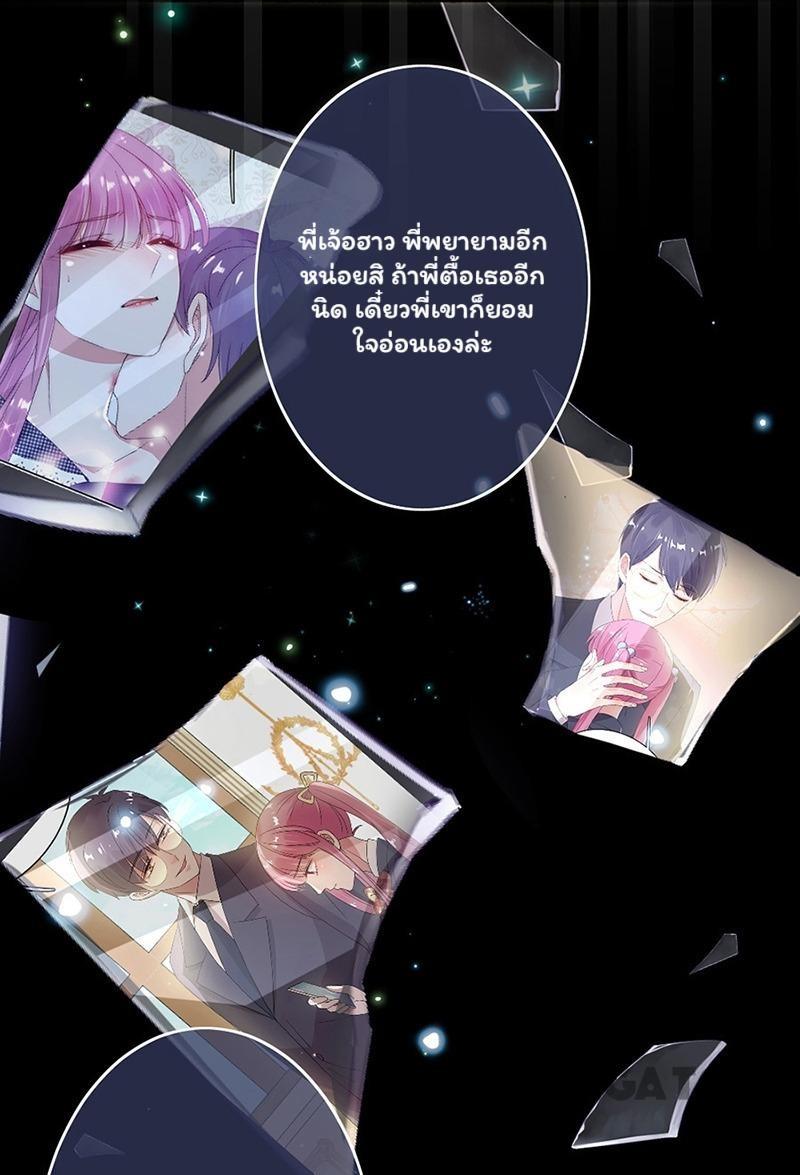 พี่เจ้อฮาว พี่พยายามอีก
หน่อยสิ ถ้าพี่ตื้อเธออีก
นิด เดี๋ยวพี่เขาก็ยอม
ใจอ่อนเองล่ะ